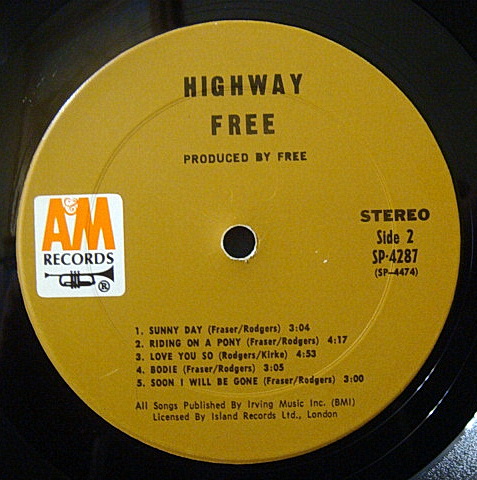 HIGHWAY
FREE
PRODUCED BY FREE
AM
RECORDS
®
STEREO
Side 2
SP-4287
(SP-4474)
1. SUNNY DAY (Fraser/Rodgers) 3:04
2. RIDING ON A PONY (Fraser/Rodgers) 4:17
3. LOVE YOU SO (Rodgers/Kirke) 4:53
4. BODIE (Fraser/Rodgers) 3:05
5. SOON I WILL BE GONE (Fraser/Rodgers) 3:00
All Songs Published By Irving Music Inc. (BMI)
Licensed By Island Records Ltd., London